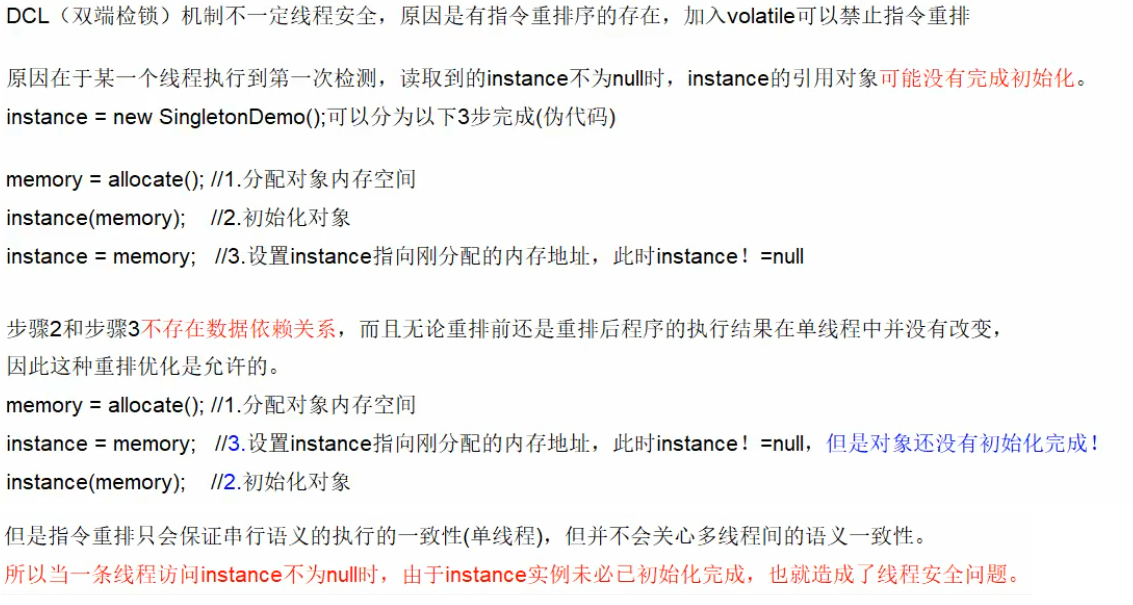 DCL（双端检锁）机制不一定线程安全，原因是有指令重排序的存在，加入volatile可以禁止指令重排
原因在于某一个线程执行到第一次检测，读取到的instance不为null时，instance的引用对象可能没有完成初始化。
instance = new SingletonDemo();可以分为以下3步完成(伪代码)
memory = allocate(); //1.分配对象内存空间
instance(memory); //2.初始化对象
instance = memory; //3.设置instance指向刚分配的内存地址，此时instance！=null
步骤2和步骤3不存在数据依赖关系，而且无论重排前还是重排后程序的执行结果在单线程中并没有改变，
因此这种重排优化是允许的。
memory = allocate(); //1.分配对象内存空间
instance = memory; //3.设置instance指向刚分配的内存地址，此时instance！=null，但是对象还没有初始化完成！
instance(memory); //2.初始化对象
但是指令重排只会保证串行语义的执行的一致性(单线程)，但并不会关心多线程间的语义一致性。
所以当一条线程访问instance不为null时，由于instance实例未必已初始化完成，也就造成了线程安全问题。